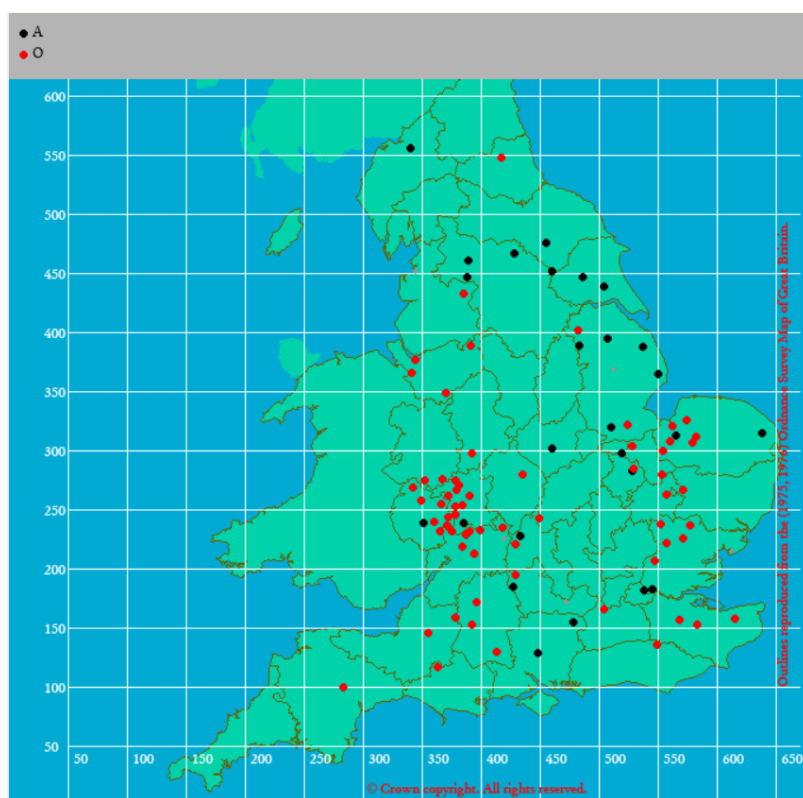 A
O
600
550
500
450
400
350
300
250
200
150
100
50
50 100 150 200 250 300 350 400 450 500 550 600 650
Outlines reproduced from the (1975, 1976) Ordnance Survey Map of Great Britain.
© Crown copyright. All rights reserved.